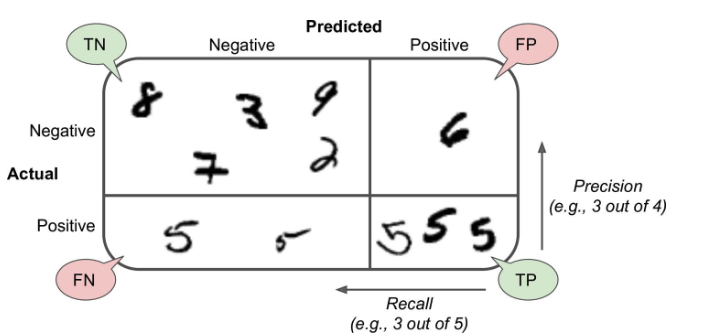 Predicted
TN
Negative
Positive
FP
8 3 9
6
Negative
7 2
Actual
Precision
(e.g., 3 out of 4)
Positive
5 5
5 5 5
FN
TP
Recall
(e.g., 3 out of 5)